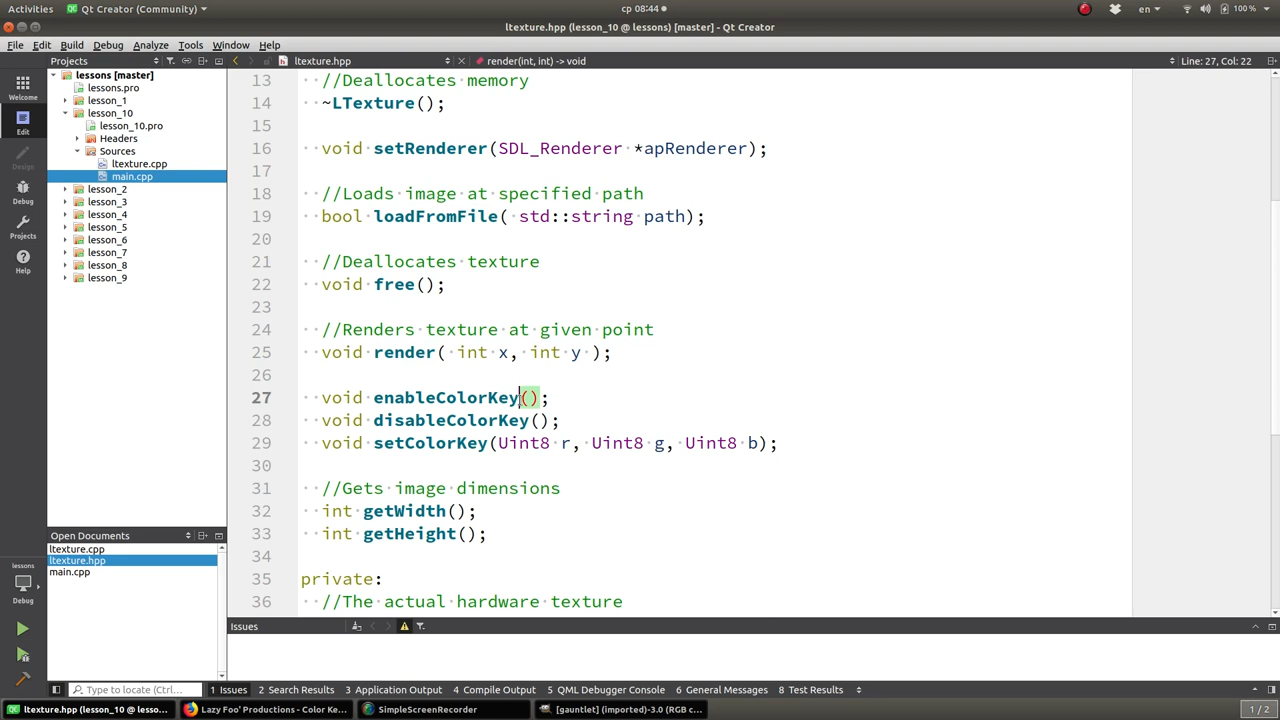 Activities
Qt Creator (Community)
ср 08:44
en
100 %
ltexture.hpp (lesson_10 @ lessons) [master] - Qt Creator
File Edit Build Debug Analyze Tools Window Help
Projects
ltexture.hpp
render(int, int) -> void
Line: 27, Col: 22
Welcome
Edit
Design
Debug
Projects
Help
lessons
Debug
lessons [master]
lessons.pro
lesson_1
lesson_10
lesson_10.pro
Headers
Sources
ltexture.cpp
main.cpp
lesson_2
lesson_3
lesson_4
lesson_5
lesson_6
lesson_7
lesson_8
lesson_9
Open Documents
ltexture.cpp
ltexture.hpp
main.cpp
13 //Deallocates memory
14 ~LTexture();
15
16 void setRenderer(SDL_Renderer *apRenderer);
17
18 //Loads image at specified path
19 bool loadFromFile( std::string path);
20
21 //Deallocates texture
22 void free();
23
24 //Renders texture at given point
25 void render( int x, int y );
26
27 void enableColorKey();
28 void disableColorKey();
29 void setColorKey(Uint8 r, Uint8 g, Uint8 b);
30
31 //Gets image dimensions
32 int getWidth();
33 int getHeight();
34
35 private:
36 //The actual hardware texture
Issues
Type to locate (Ctrl+...
1 Issues 2 Search Results 3 Application Output 4 Compile Output 5 QML Debugger Console 6 General Messages 8 Test Results
ltexture.hpp (lesson_10 @ lesso...
Lazy Foo' Productions - Color Ke...
SimpleScreenRecorder
[gauntlet] (imported)-3.0 (RGB c...
1 / 2